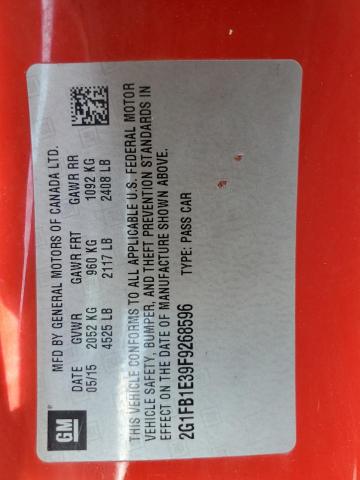 MFD BY GENERAL MOTORS OF CANADA LTD.
DATE GVWR GAWR FRT GAWR RR
05/15 2052 KG 960 KG 1092 KG
4525 LB 2117 LB 2408 LB
GM
THIS VEHICLE CONFORMS TO ALL APPLICABLE U.S. FEDERAL MOTOR
VEHICLE SAFETY, BUMPER, AND THEFT PREVENTION STANDARDS IN
EFFECT ON THE DATE OF MANUFACTURE SHOWN ABOVE.
2G1FB1E39F9268596 TYPE: PASS CAR